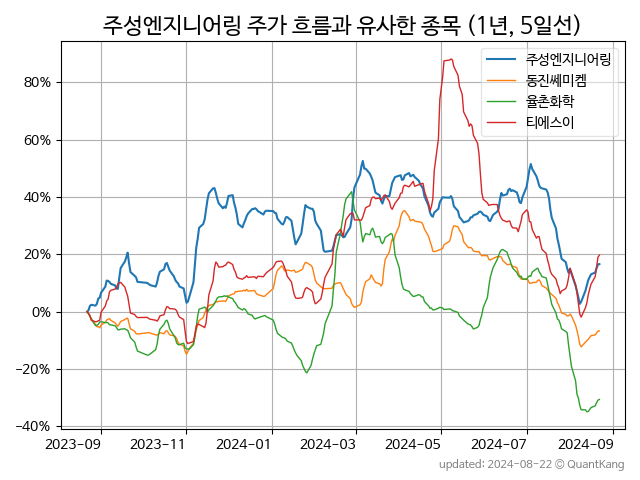 주성엔지니어링 주가 흐름과 유사한 종목 (1년, 5일선)
주성엔지니어링
동진쎄미켐
율촌화학
티에스이
80%
60%
40%
20%
0%
−20%
−40%
2023-09 2023-11 2024-01 2024-03 2024-05 2024-07 2024-09
updated: 2024-08-22 © QuantKang